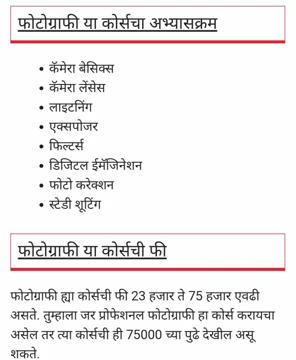 फोटोग्राफी या कोर्सचा अभ्यासक्रम
• कॅमेरा बेसिक्स
• कॅमेरा लेंसेस
• लाइटनिंग
• एक्सपोजर
• फिल्टर्स
• डिजिटल ईमॅजिनेशन
• फोटो करेक्शन
• स्टेडी शूटिंग
फोटोग्राफी या कोर्सची फी
फोटोग्राफी ह्या कोर्सची फी 23 हजार ते 75 हजार एवढी
असते. तुम्हाला जर प्रोफेशनल फोटोग्राफी हा कोर्स करायचा
असेल तर त्या कोर्सची ही 75000 च्या पुढे देखील असू
शकते.